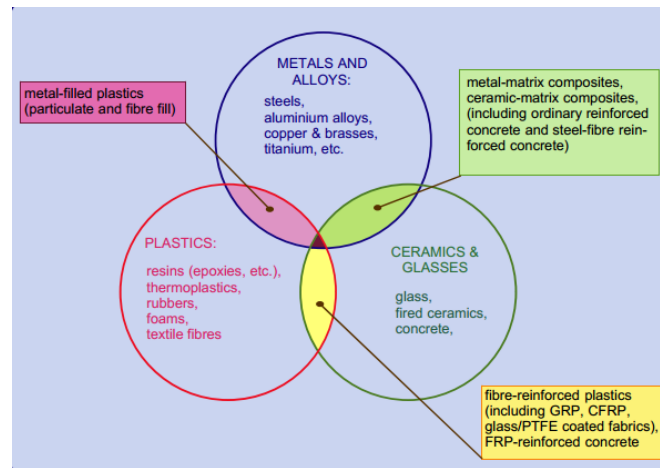 METALS AND
ALLOYS:
steels,
aluminium alloys,
copper & brasses,
titanium, etc.
metal-filled plastics
(particulate and fibre fill)
metal-matrix composites,
ceramic-matrix composites,
(including ordinary reinforced
concrete and steel-fibre rein-
forced concrete)
PLASTICS:
resins (epoxies, etc.),
thermoplastics,
rubbers,
foams,
textile fibres
CERAMICS &
GLASSES
glass,
fired ceramics,
concrete,
fibre-reinforced plastics
(including GRP, CFRP,
glass/PTFE coated fabrics),
FRP-reinforced concrete